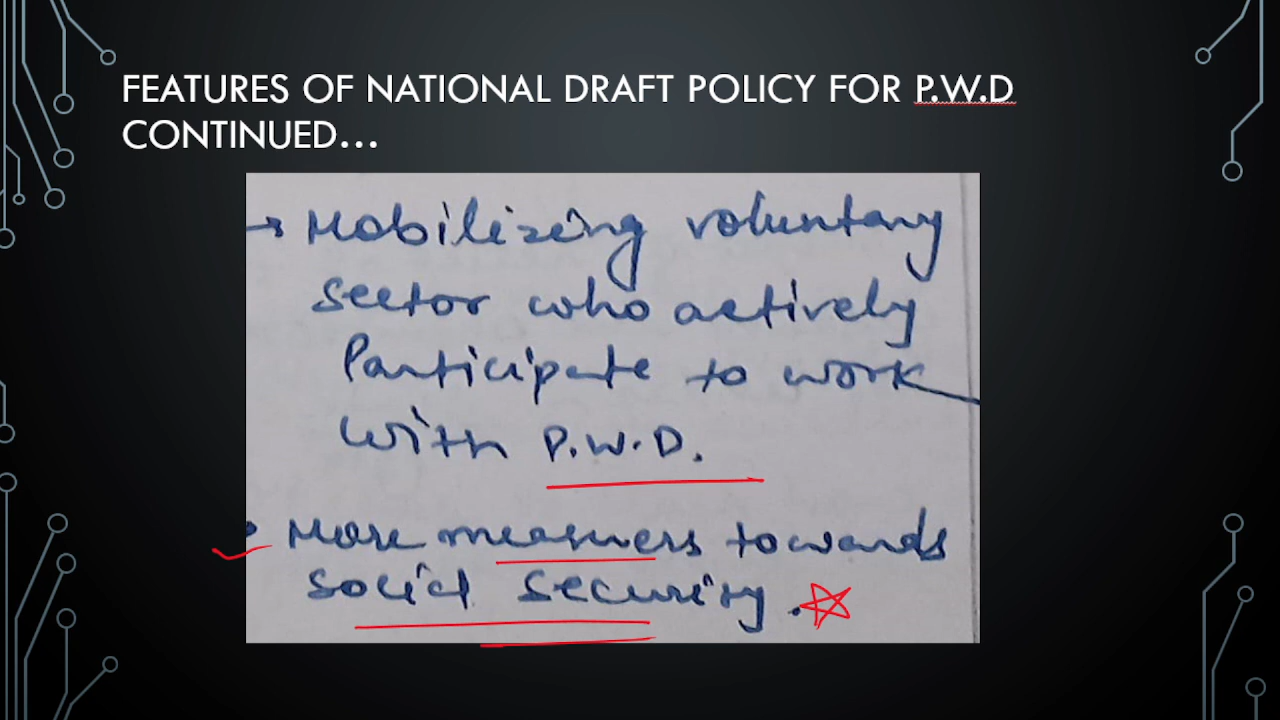 FEATURES OF NATIONAL DRAFT POLICY FOR P.W.D
CONTINUED...
→ Mobilizing voluntary
sector who actively
Participate to work
with P.W.D.
• More measures towards
social security.